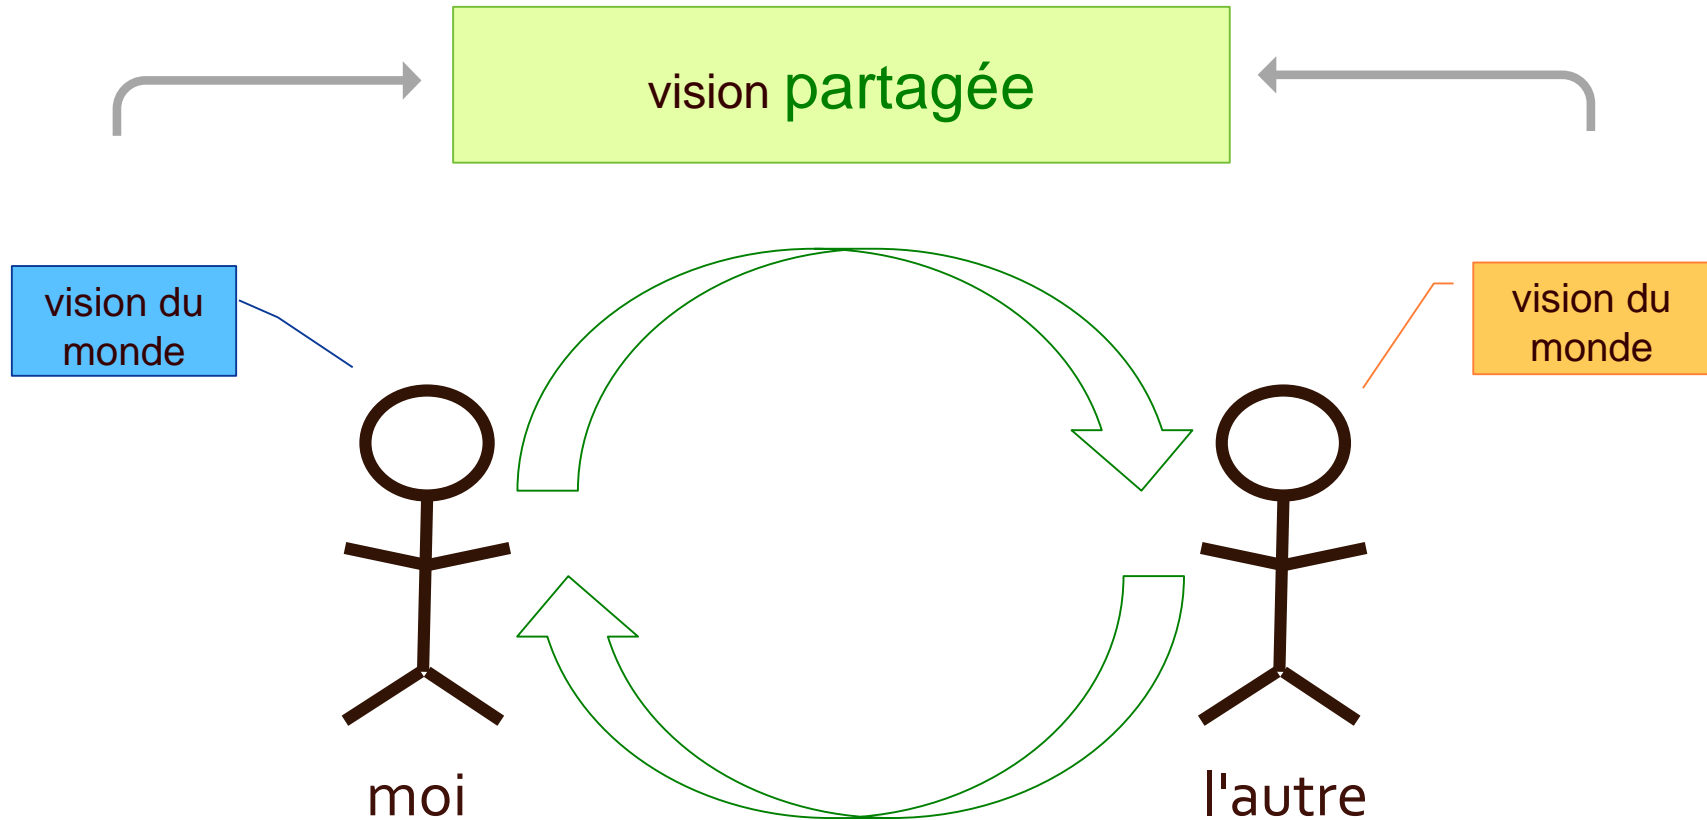 vision partagée
vision du
monde
vision du
monde
moi
l'autre